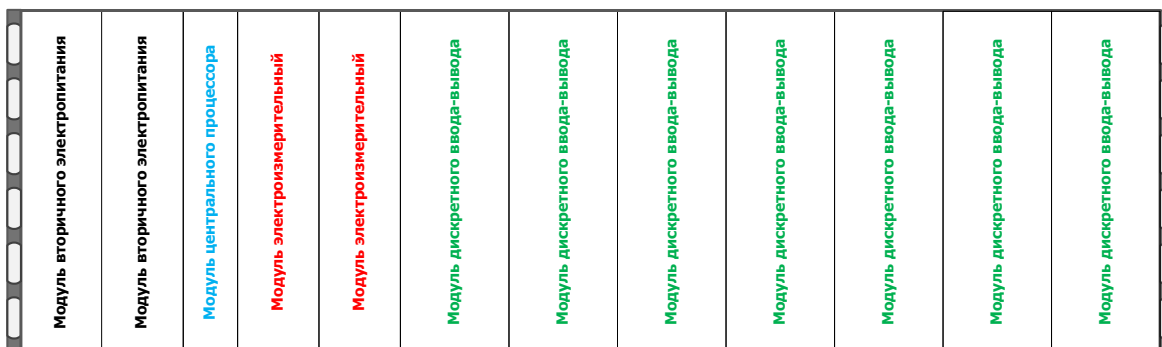 Модуль вторичного электропитания
Модуль вторичного электропитания
Модуль центрального процессора
Модуль электроизмерительный
Модуль электроизмерительный
Модуль дискретного ввода-вывода
Модуль дискретного ввода-вывода
Модуль дискретного ввода-вывода
Модуль дискретного ввода-вывода
Модуль дискретного ввода-вывода
Модуль дискретного ввода-вывода
Модуль дискретного ввода-вывода